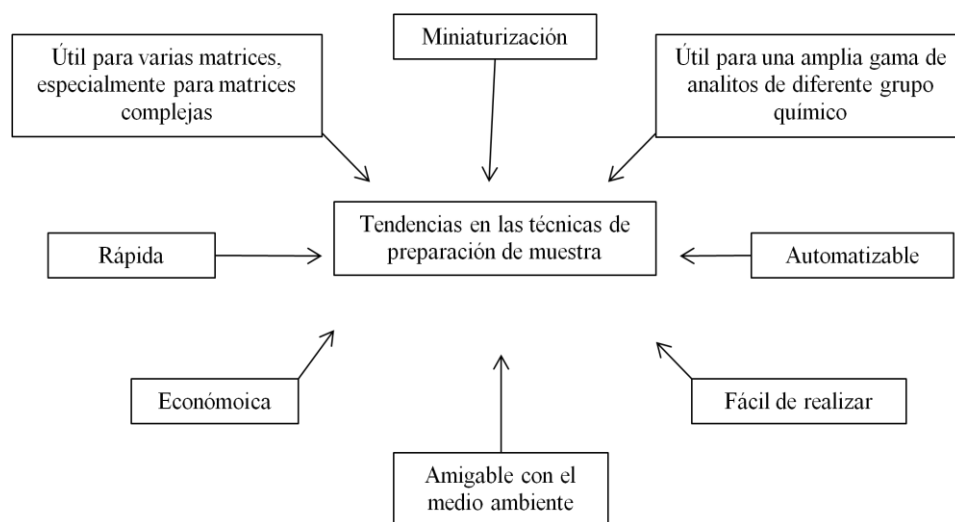 Miniaturización
Útil para varias matrices,
especialmente para matrices
complejas
Útil para una amplia gama de
analitos de diferente grupo
químico
Tendencias en las técnicas de
preparación de muestra
Rápida
Automatizable
Económoica
Fácil de realizar
Amigable con el
medio ambiente